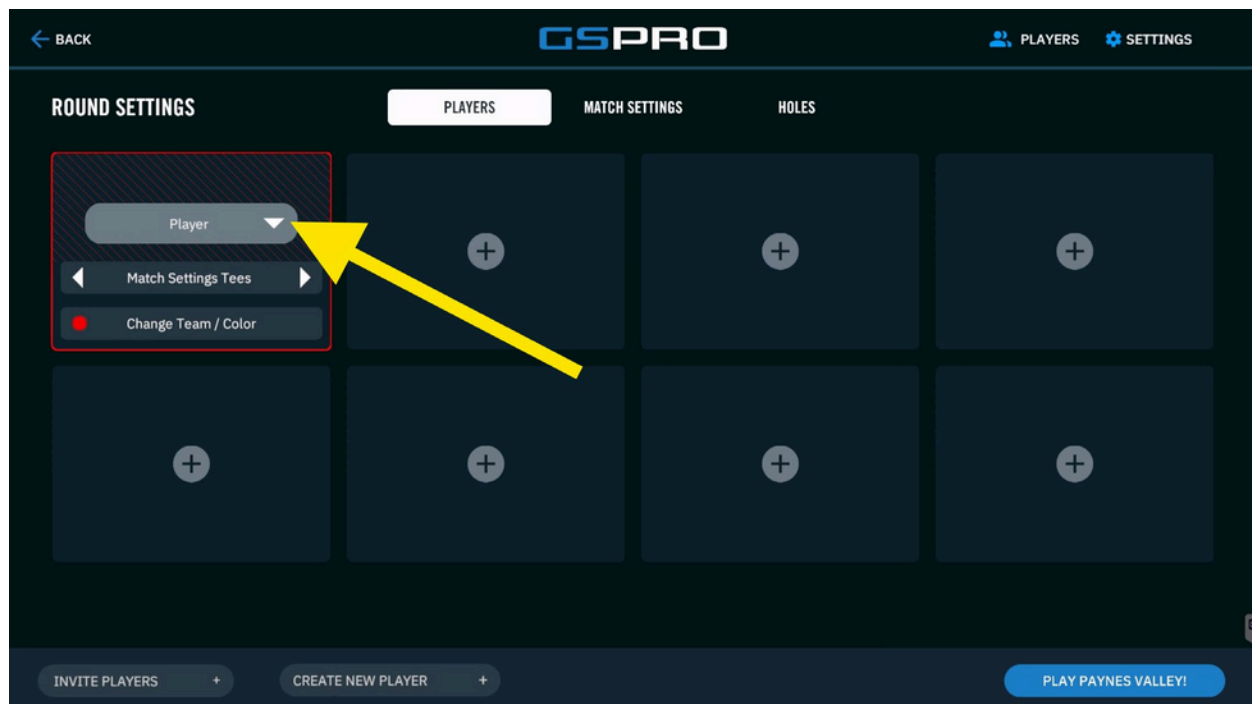 BACK
GSPRO
PLAYERS
SETTINGS
ROUND SETTINGS
PLAYERS
MATCH SETTINGS
HOLES
Player
Match Settings Tees
Change Team / Color
INVITE PLAYERS +
CREATE NEW PLAYER +
PLAY PAYNES VALLEY!